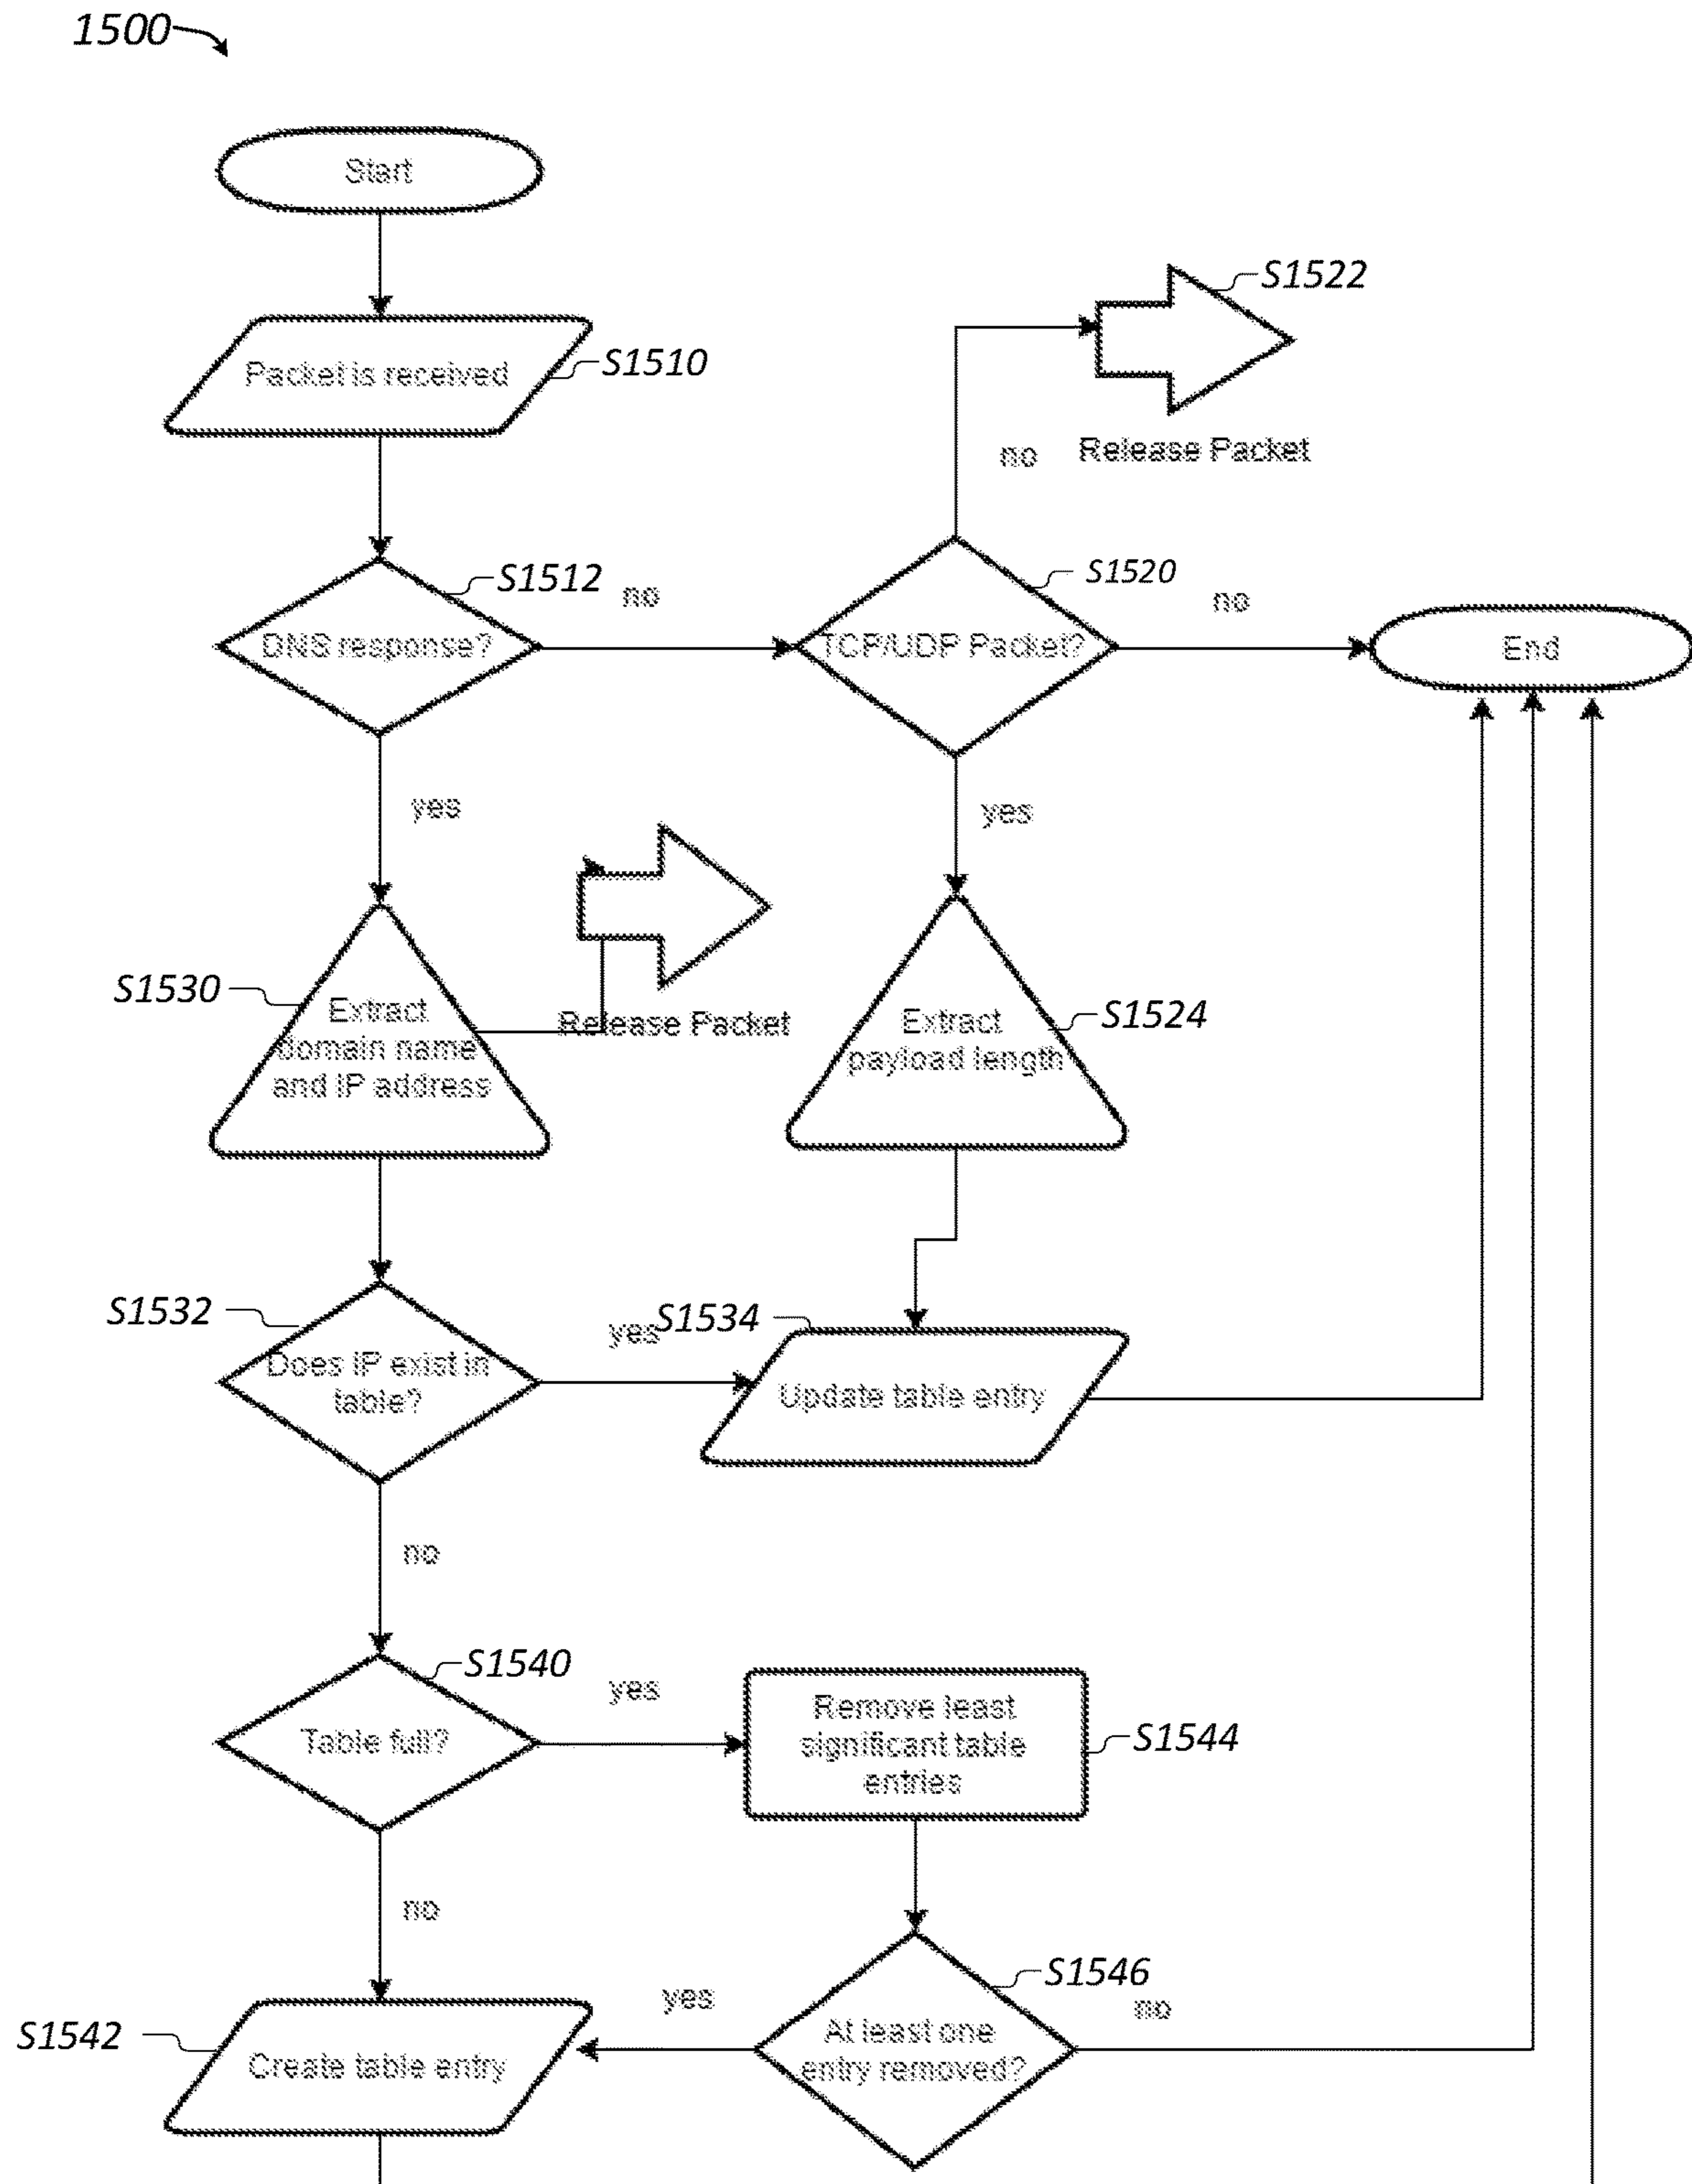 1500
Start
S1522
Packet is received
S1510
Release Packet
no
S1512
no
S1520
no
DNS response?
TCP/UDP Packet?
End
yes
yes
S1530
Extract
domain name
and IP address
Release Packet
Extract
payload length
S1524
S1532
yes
S1534
Does IP exist in
table?
Update table entry
no
S1540
yes
Remove least
significant table
entries
S1544
Table full?
no
S1546
yes
no
S1542
Create table entry
At least one
entry removed?